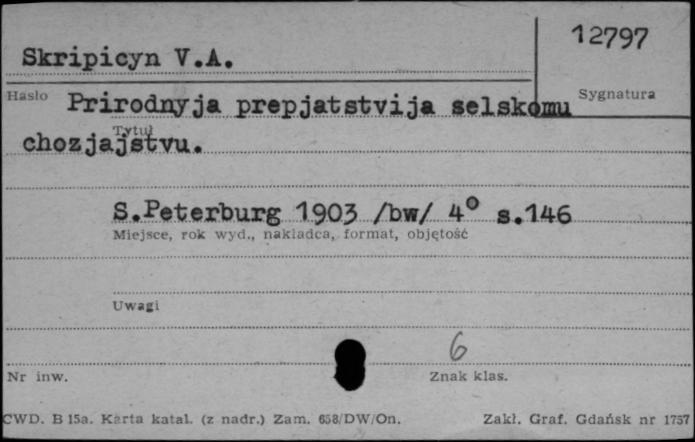 12797
Skripicyn V.A.
Hasło Prirodnyja prepjatstvija selskomu Sygnatura
Tytuł
chozjajstvu.
S.Peterburg 1903 /bw/ 4° s.146
Miejsce, rok wyd., nakładca, format, objętość
Uwagi
6
Nr inw. Znak klas.
CWD. B 15a. Karta katal. (z nadr.) Zam. 658/DW/On. Zakł. Graf. Gdańsk nr 1757